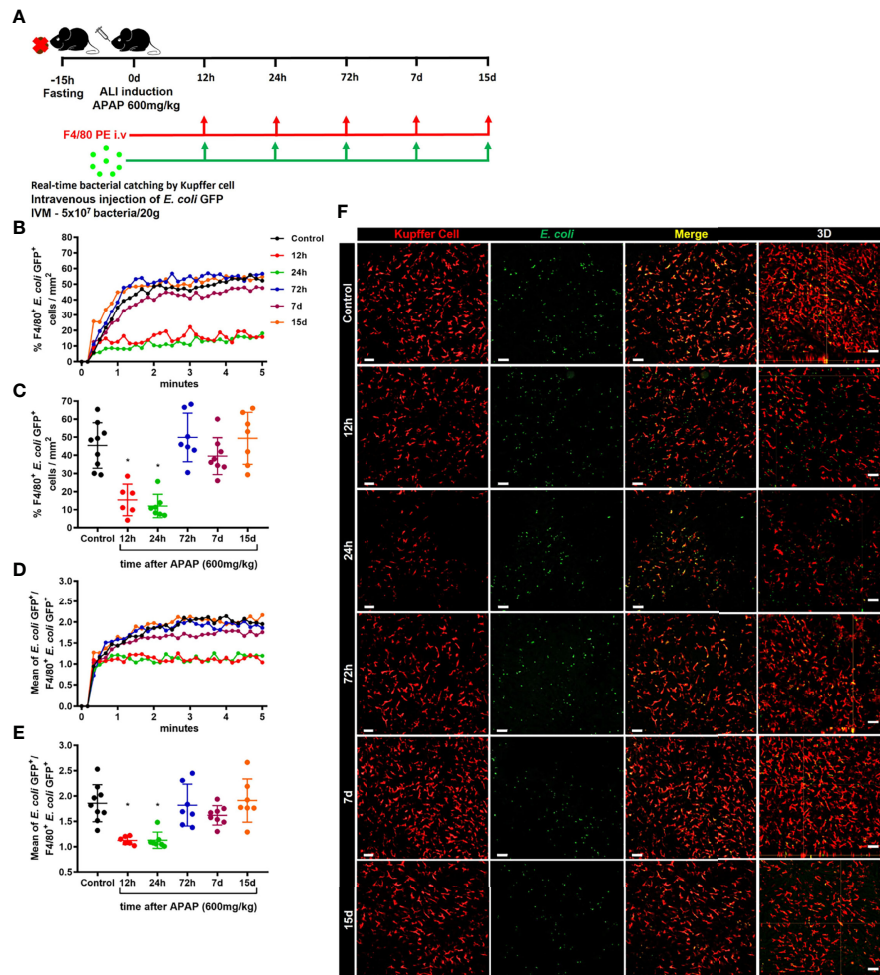 A
-15h
Fasting
0d
ALI induction
APAP 600mg/kg
12h
24h
72h
7d
15d
F4/80 PE i.v
Real-time bacterial catching by Kupffer cell
Intravenous injection of E. coli GFP
IVM - 5x10⁷ bacteria/20g
B
% F4/80⁺ E. coli GFP⁺
cells / mm²
80
70
60
50
40
30
20
10
0
0 1 2 3 4 5
minutes
Control
12h
24h
72h
7d
15d
C
% F4/80⁺ E. coli GFP⁺
cells / mm²
70
60
50
40
30
20
10
0
* *
Control 12h 24h 72h 7d 15d
time after APAP (600mg/kg)
D
Mean of E. coli GFP⁺/
F4/80⁺ E. coli GFP⁻
3.0
2.5
2.0
1.5
1.0
0.5
0.0
0 1 2 3 4 5
minutes
E
Mean of E. coli GFP⁺/
F4/80⁺ E. coli GFP⁻
3.0
2.5
2.0
1.5
1.0
0.5
* *
Control 12h 24h 72h 7d 15d
time after APAP (600mg/kg)
F
Kupffer Cell E. coli Merge 3D
Control
12h
24h
72h
7d
15d